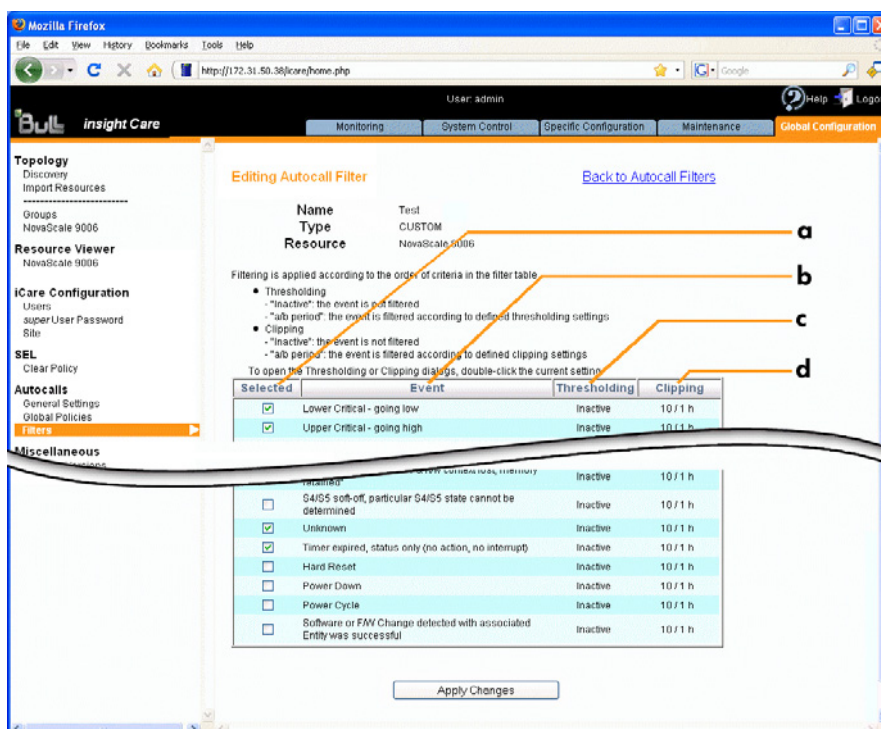 Mozilla Firefox
File Edit View History Bookmarks Tools Help
http://172.31.50.38/icare/home.php
Google
User: admin
Help Logo
Bull insight Care
Monitoring System Control Specific Configuration Maintenance Global Configuration
Topology
Discovery
Import Resources
Groups
NovaScale 9006
Resource Viewer
NovaScale 9006
iCare Configuration
Users
superUser Password
Site
SEL
Clear Policy
Autocalls
General Settings
Global Policies
Filters
Miscellaneous
Editing Autocall Filter
Back to Autocall Filters
Name Test
Type CUSTOM
Resource NovaScale 9006
Filtering is applied according to the order of criteria in the filter table
• Thresholding
- "Inactive": the event is not filtered
- "a/b period": the event is filtered according to defined thresholding settings
• Clipping
- "Inactive": the event is not filtered
- "a/b period": the event is filtered according to defined clipping settings
To open the Thresholding or Clipping dialogs, double-click the current setting
Selected Event Thresholding Clipping
Lower Critical - going low Inactive 10 / 1 h
Upper Critical - going high Inactive 10 / 1 h
context lost, memory
retained" Inactive 10 / 1 h
S4/S5 soft-off, particular S4/S5 state cannot be
determined Inactive 10 / 1 h
Unknown Inactive 10 / 1 h
Timer expired, status only (no action, no interrupt) Inactive 10 / 1 h
Hard Reset Inactive 10 / 1 h
Power Down Inactive 10 / 1 h
Power Cycle Inactive 10 / 1 h
Software or F/W Change detected with associated
Entity was successful Inactive 10 / 1 h
Apply Changes
a
b
c
d